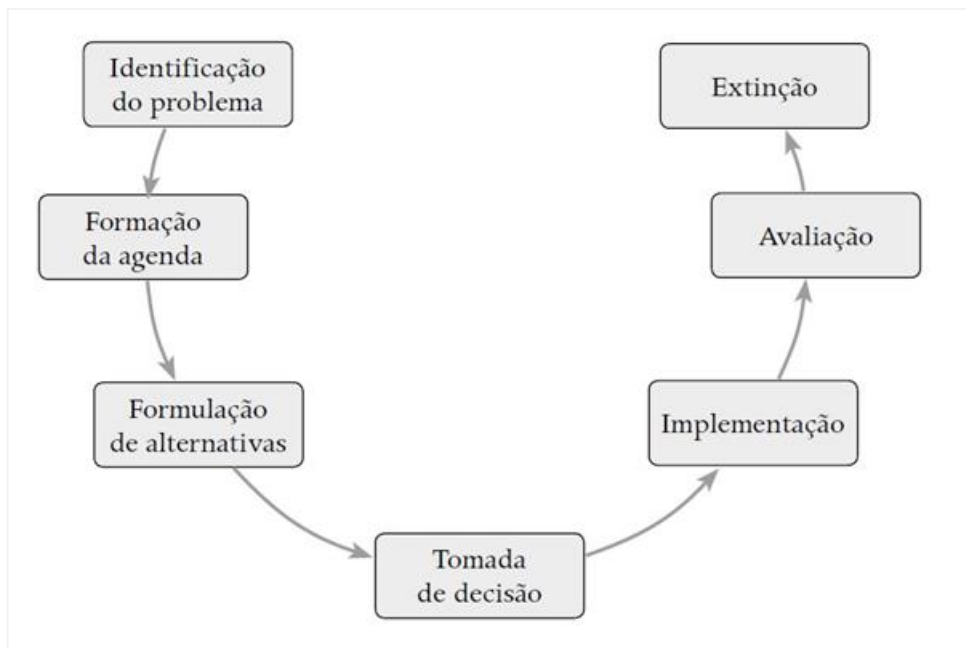 Identificação
do problema
Formação
da agenda
Formulação
de alternativas
Tomada
de decisão
Implementação
Avaliação
Extinção